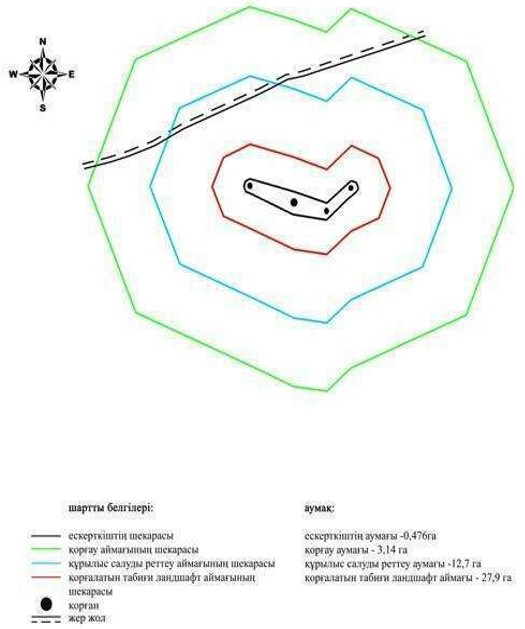 N
W E
S
шартты белгілері:
ескерткіштің шекарасы
қорғау аймағының шекарасы
құрылыс салуды реттеу аймағының шекарасы
қорғалатын табиғи ландшафт аймағының
шекарасы
қорған
жер жол
аумақ:
ескерткіштің аумағы -0,476га
қорғау аумағы - 3,14 га
құрылыс салуды реттеу аумағы -12,7 га
қорғалатын табиғи ландшафт аймағы - 27,9 га